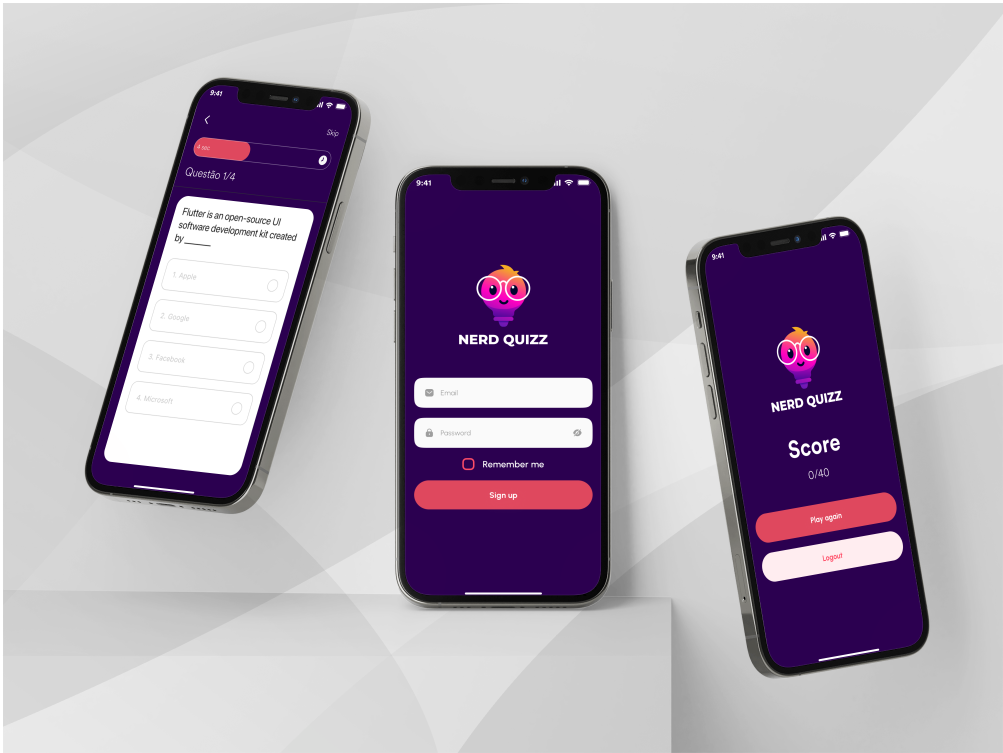 9:41
Skip
4 sec
Questão 1/4
Flutter is an open-source UI
software development kit created
by ______
1. Apple
2. Google
3. Facebook
4. Microsoft
9:41
NERD QUIZZ
Email
Password
Remember me
Sign up
9:41
NERD QUIZZ
Score
0/40
Play again
Logout